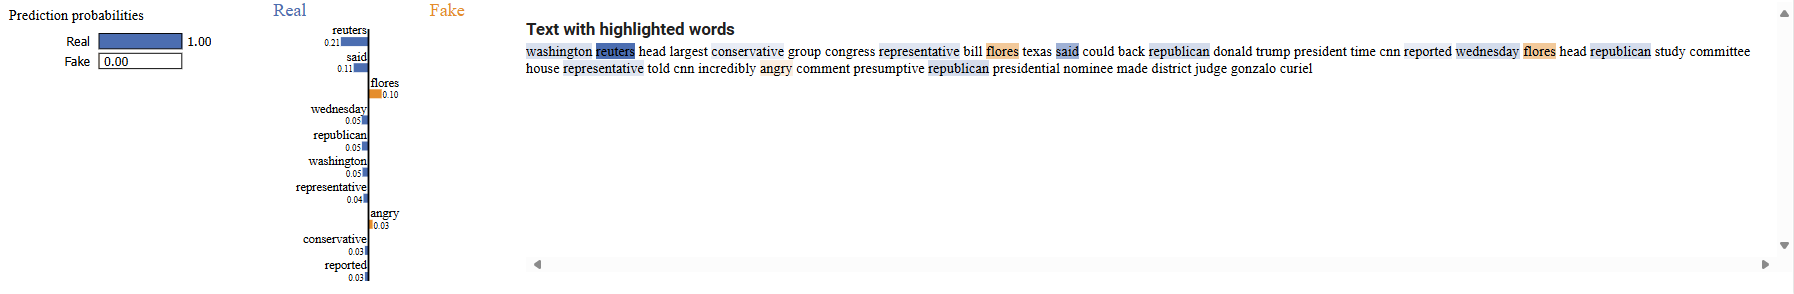 Prediction probabilities
Real 1.00
Fake 0.00
Real Fake
reuters
0.21
said
0.11
flores
0.10
wednesday
0.05
republican
0.05
washington
0.05
representative
0.04
angry
0.03
conservative
0.03
reported
0.03
Text with highlighted words
washington reuters head largest conservative group congress representative bill flores texas said could back republican donald trump president time cnn reported wednesday flores head republican study committee
house representative told cnn incredibly angry comment presumptive republican presidential nominee made district judge gonzalo curiel